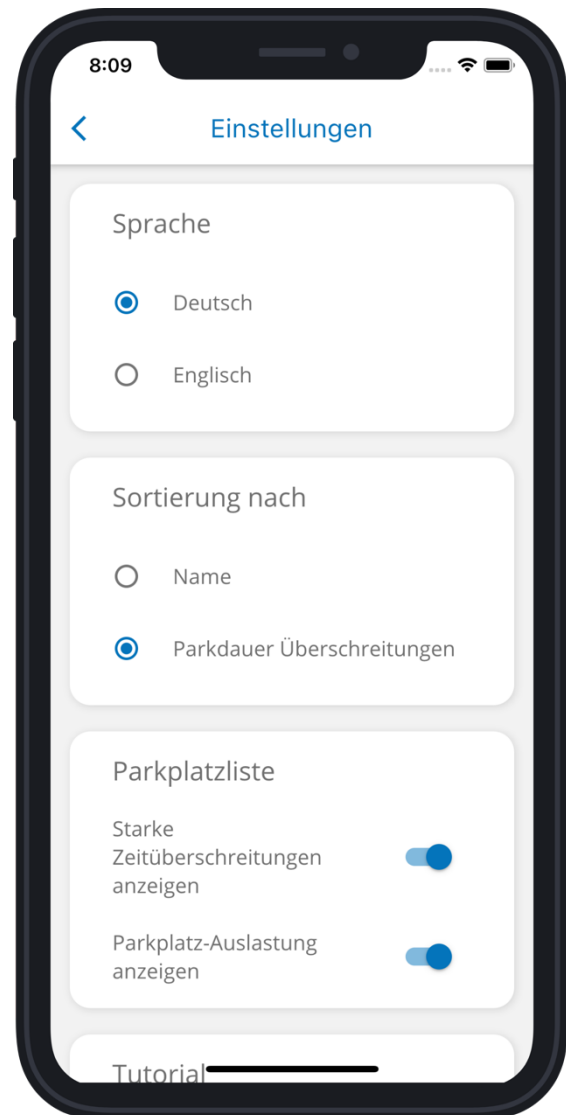 8:09
Einstellungen
Sprache
Deutsch
Englisch
Sortierung nach
Name
Parkdauer Überschreitungen
Parkplatzliste
Starke
Zeitüberschreitungen
anzeigen
Parkplatz-Auslastung
anzeigen
Tutorial